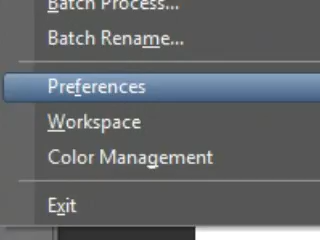 Batch Process...
Batch Rename...
Preferences
Workspace
Color Management
Exit